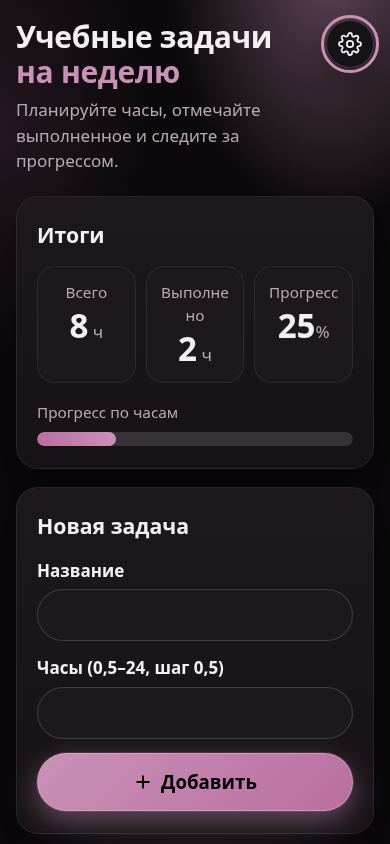 Учебные задачи
на неделю
Планируйте часы, отмечайте
выполненное и следите за
прогрессом.
Итоги
Всего
8 ч
Выполне
но
2 ч
Прогресс
25%
Прогресс по часам
Новая задача
Название
Часы (0,5–24, шаг 0,5)
+ Добавить